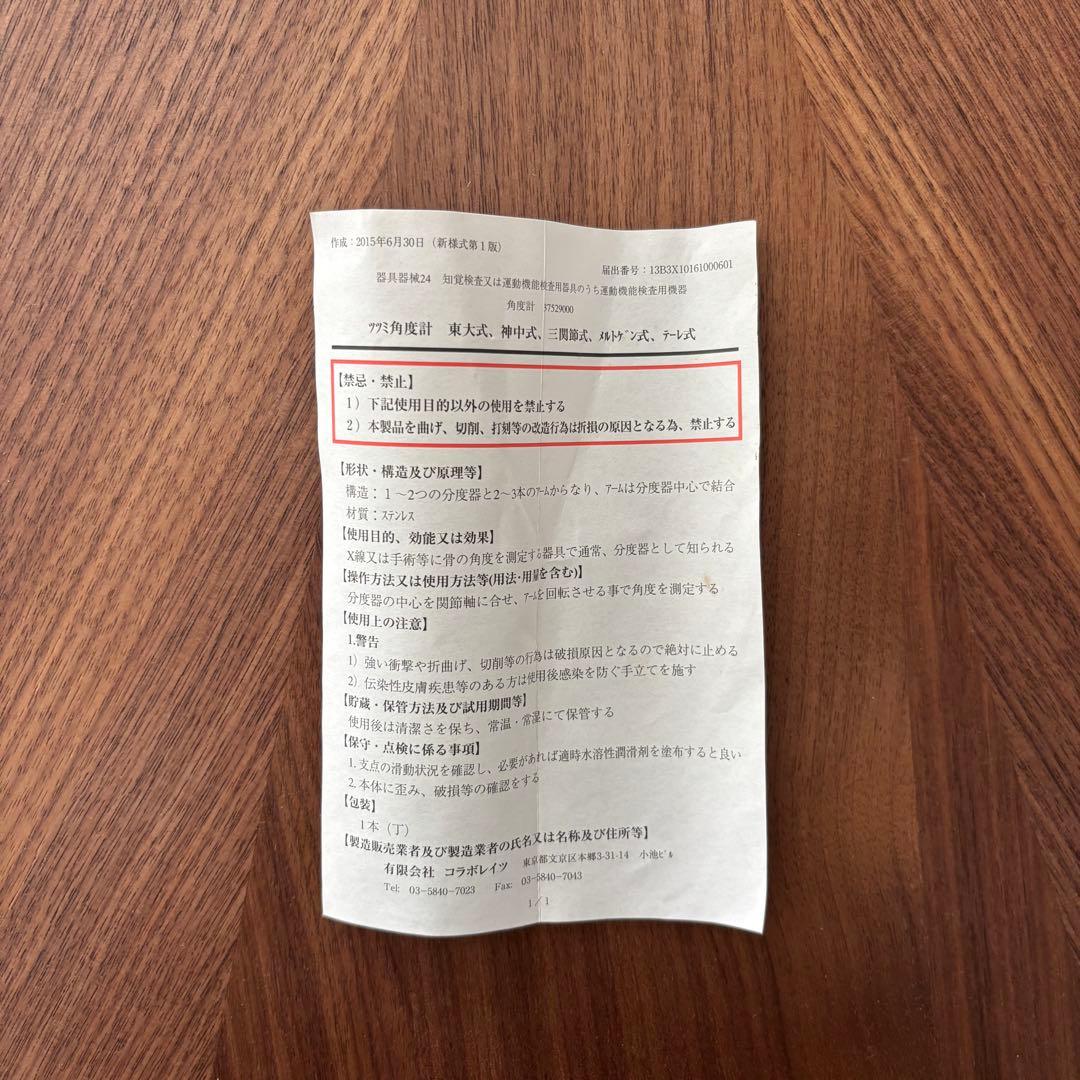 作成：2015年6月30日（新様式第１版）
届出番号：13B3X10161000601
器具器械24　知覚検査又は運動機能検査用器具のうち運動機能検査用機器
角度計　37529000
ﾂﾂﾐ角度計　東大式、神中式、三関節式、ﾒﾙﾄｹﾞﾝ式、ﾃｰﾚ式
【禁忌・禁止】
１）下記使用目的以外の使用を禁止する
２）本製品を曲げ、切削、打刻等の改造行為は折損の原因となる為、禁止する
【形状・構造及び原理等】
構造：１～2つの分度器と2～3本のｱｰﾑからなり、ｱｰﾑは分度器中心で結合
材質：ｽﾃﾝﾚｽ
【使用目的、効能又は効果】
X線又は手術等に骨の角度を測定する器具で通常、分度器として知られる
【操作方法又は使用方法等(用法・用量を含む)】
分度器の中心を関節軸に合せ、ｱｰﾑを回転させる事で角度を測定する
【使用上の注意】
1.警告
1）強い衝撃や折曲げ、切削等の行為は破損原因となるので絶対に止める
2）伝染性皮膚疾患等のある方は使用後感染を防ぐ手立てを施す
【貯蔵・保管方法及び試用期間等】
使用後は清潔さを保ち、常温・常湿にて保管する
【保守・点検に係る事項】
1.支点の滑動状況を確認し、必要があれば適時水溶性潤滑剤を塗布すると良い
2.本体に歪み、破損等の確認をする
【包装】
1本（丁）
【製造販売業者及び製造業者の氏名又は名称及び住所等】
有限会社　コラボレイツ　東京都文京区本郷3-31-14　小池ﾋﾞﾙ
Tel:　03-5840-7023　Fax:　03-5840-7043
1／1